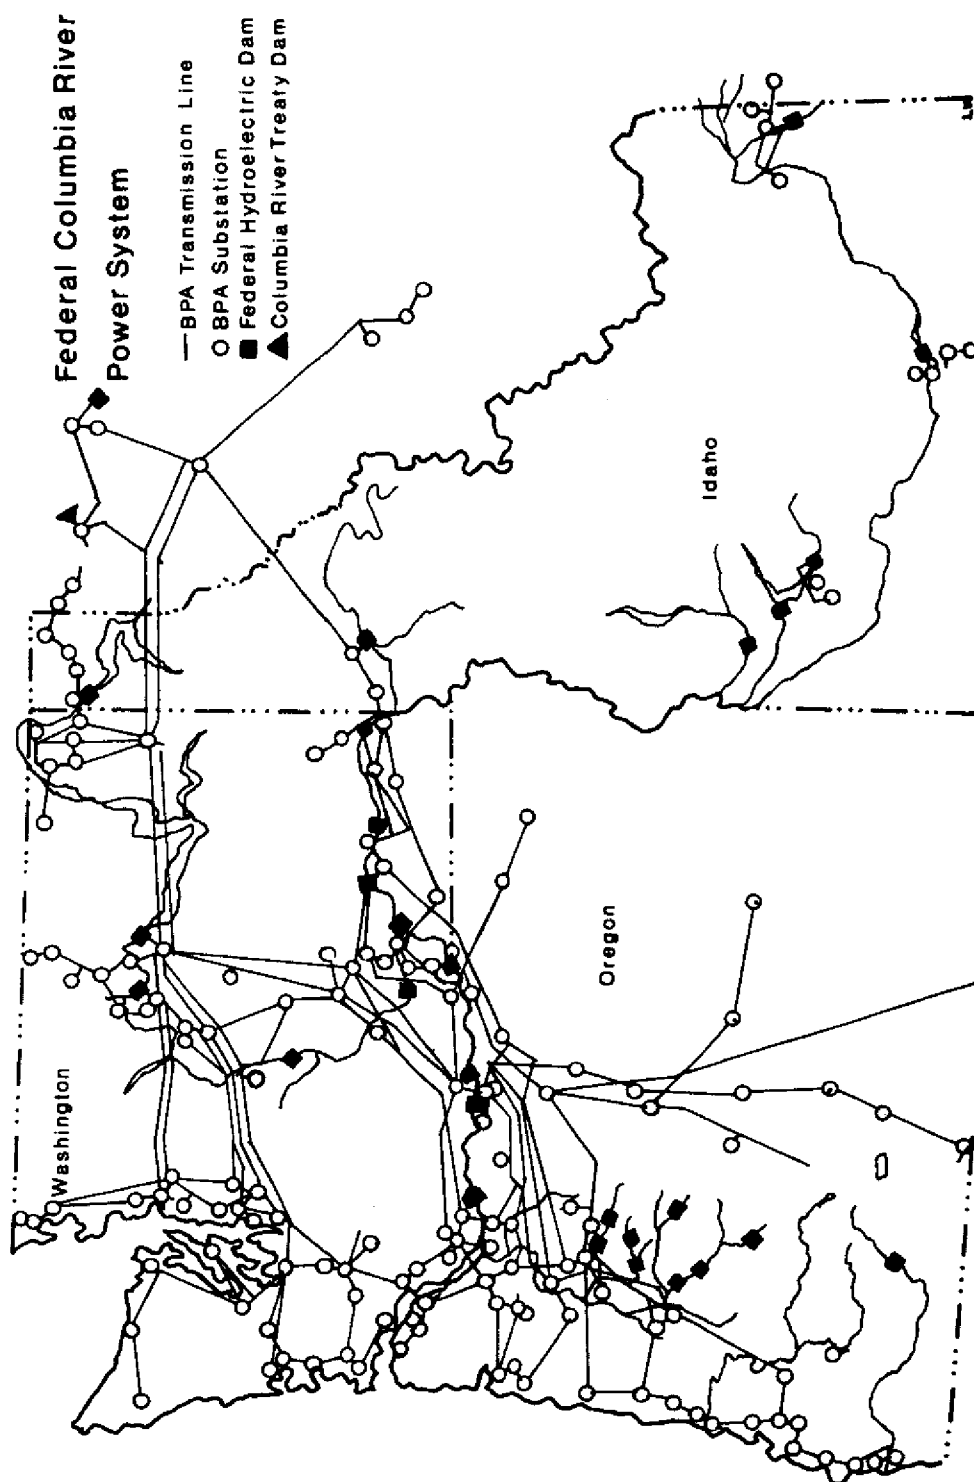 Federal Columbia River
Power System
BPA Transmission Line
BPA Substation
Federal Hydroelectric Dam
Columbia River Treaty Dam
Washington
Oregon
Idaho